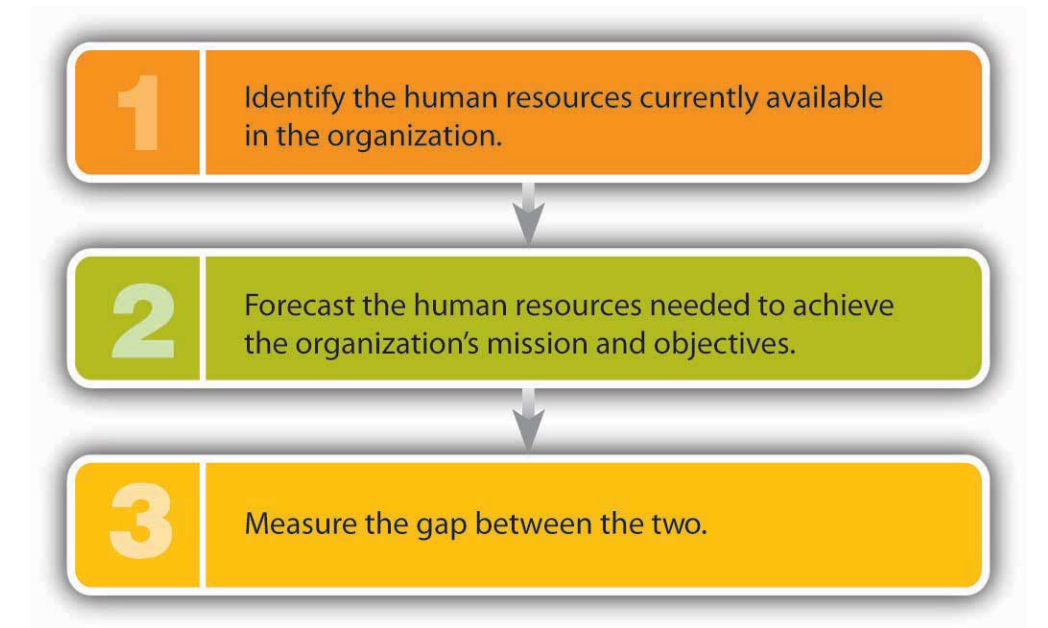 1
Identify the human resources currently available
in the organization.
2
Forecast the human resources needed to achieve
the organization’s mission and objectives.
3
Measure the gap between the two.